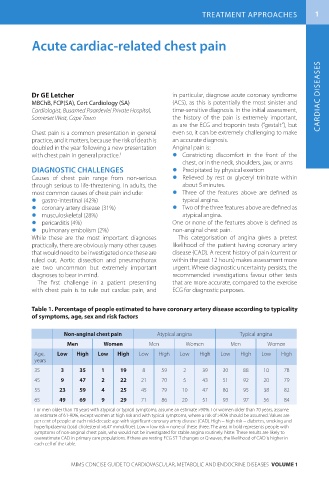 TREATMENT APPROACHES 1
Acute cardiac-related chest pain
CARDIAC DISEASES
Dr GE Letcher
MBChB, FCP(SA), Cert Cardiology (SA)
Cardiologist, Busamed Paardevlei Private Hospital,
Somerset West, Cape Town
Chest pain is a common presentation in general
practice, and it matters, because the risk of death is
doubled in the year following a new presentation
with chest pain in general practice.¹
DIAGNOSTIC CHALLENGES
Causes of chest pain range from non-serious
through serious to life-threatening. In adults, the
most common causes of chest pain include:
• gastro-intestinal (42%)
• coronary artery disease (31%)
• musculoskeletal (28%)
• pericarditis (4%)
• pulmonary embolism (2%)
While these are the most important diagnoses
practically, there are obviously many other causes
that would need to be investigated once these are
ruled out. Aortic dissection and pneumothorax
are two uncommon but extremely important
diagnoses to bear in mind.
The first challenge in a patient presenting
with chest pain is to rule out cardiac pain, and
in particular, diagnose acute coronary syndrome
(ACS), as this is potentially the most sinister and
time-sensitive diagnosis. In the initial assessment,
the history of the pain is extremely important,
as are the ECG and troponin tests ("gestalt"), but
even so, it can be extremely challenging to make
an accurate diagnosis.
Anginal pain is:
• Constricting discomfort in the front of the
chest, or in the neck, shoulders, jaw, or arms
• Precipitated by physical exertion
• Relieved by rest or glyceryl trinitrate within
about 5 minutes.
• Three of the features above are defined as
typical angina.
• Two of the three features above are defined as
atypical angina.
One or none of the features above is defined as
non-anginal chest pain.
This categorisation of angina gives a pretest
likelihood of the patient having coronary artery
disease (CAD). A recent history of pain (current or
within the past 12 hours) makes assessment more
urgent. Where diagnostic uncertainty persists, the
recommended investigations favour other tests
that are more accurate, compared to the exercise
ECG for diagnostic purposes.
Table 1. Percentage of people estimated to have coronary artery disease according to typicality
of symptoms, age, sex and risk factors
Non-anginal chest pain Atypical angina Typical angina
Men Women Men Women Men Women
Age, years Low High Low High Low High Low High Low High Low High
35 3 35 1 19 8 59 2 39 30 88 10 78
45 9 47 2 22 21 70 5 43 51 92 20 79
55 23 59 4 25 45 79 10 47 80 95 38 82
65 49 69 9 29 71 86 20 51 93 97 56 84
MIMS CONCISE GUIDE TO CARDIOVASCULAR, METABOLIC AND ENDOCRINE DISEASES VOLUME 1